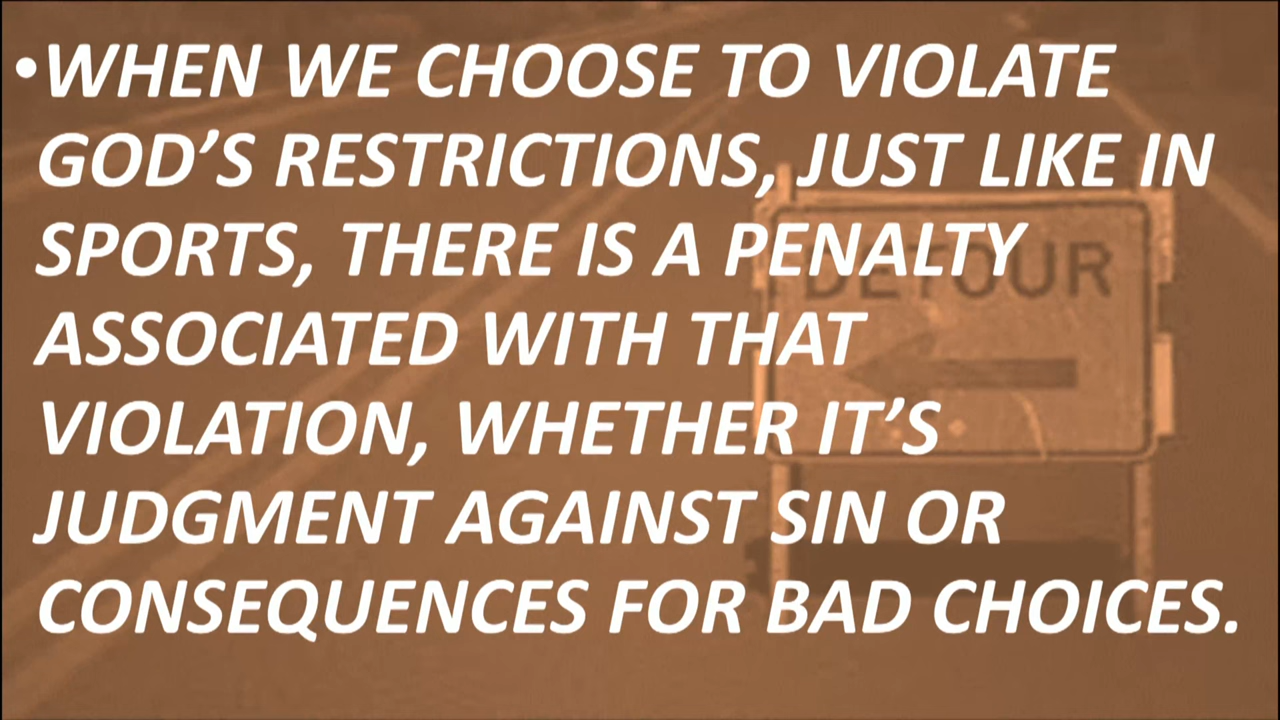 •WHEN WE CHOOSE TO VIOLATE
GOD’S RESTRICTIONS, JUST LIKE IN
SPORTS, THERE IS A PENALTY
ASSOCIATED WITH THAT
VIOLATION, WHETHER IT’S
JUDGMENT AGAINST SIN OR
CONSEQUENCES FOR BAD CHOICES.
DETOUR